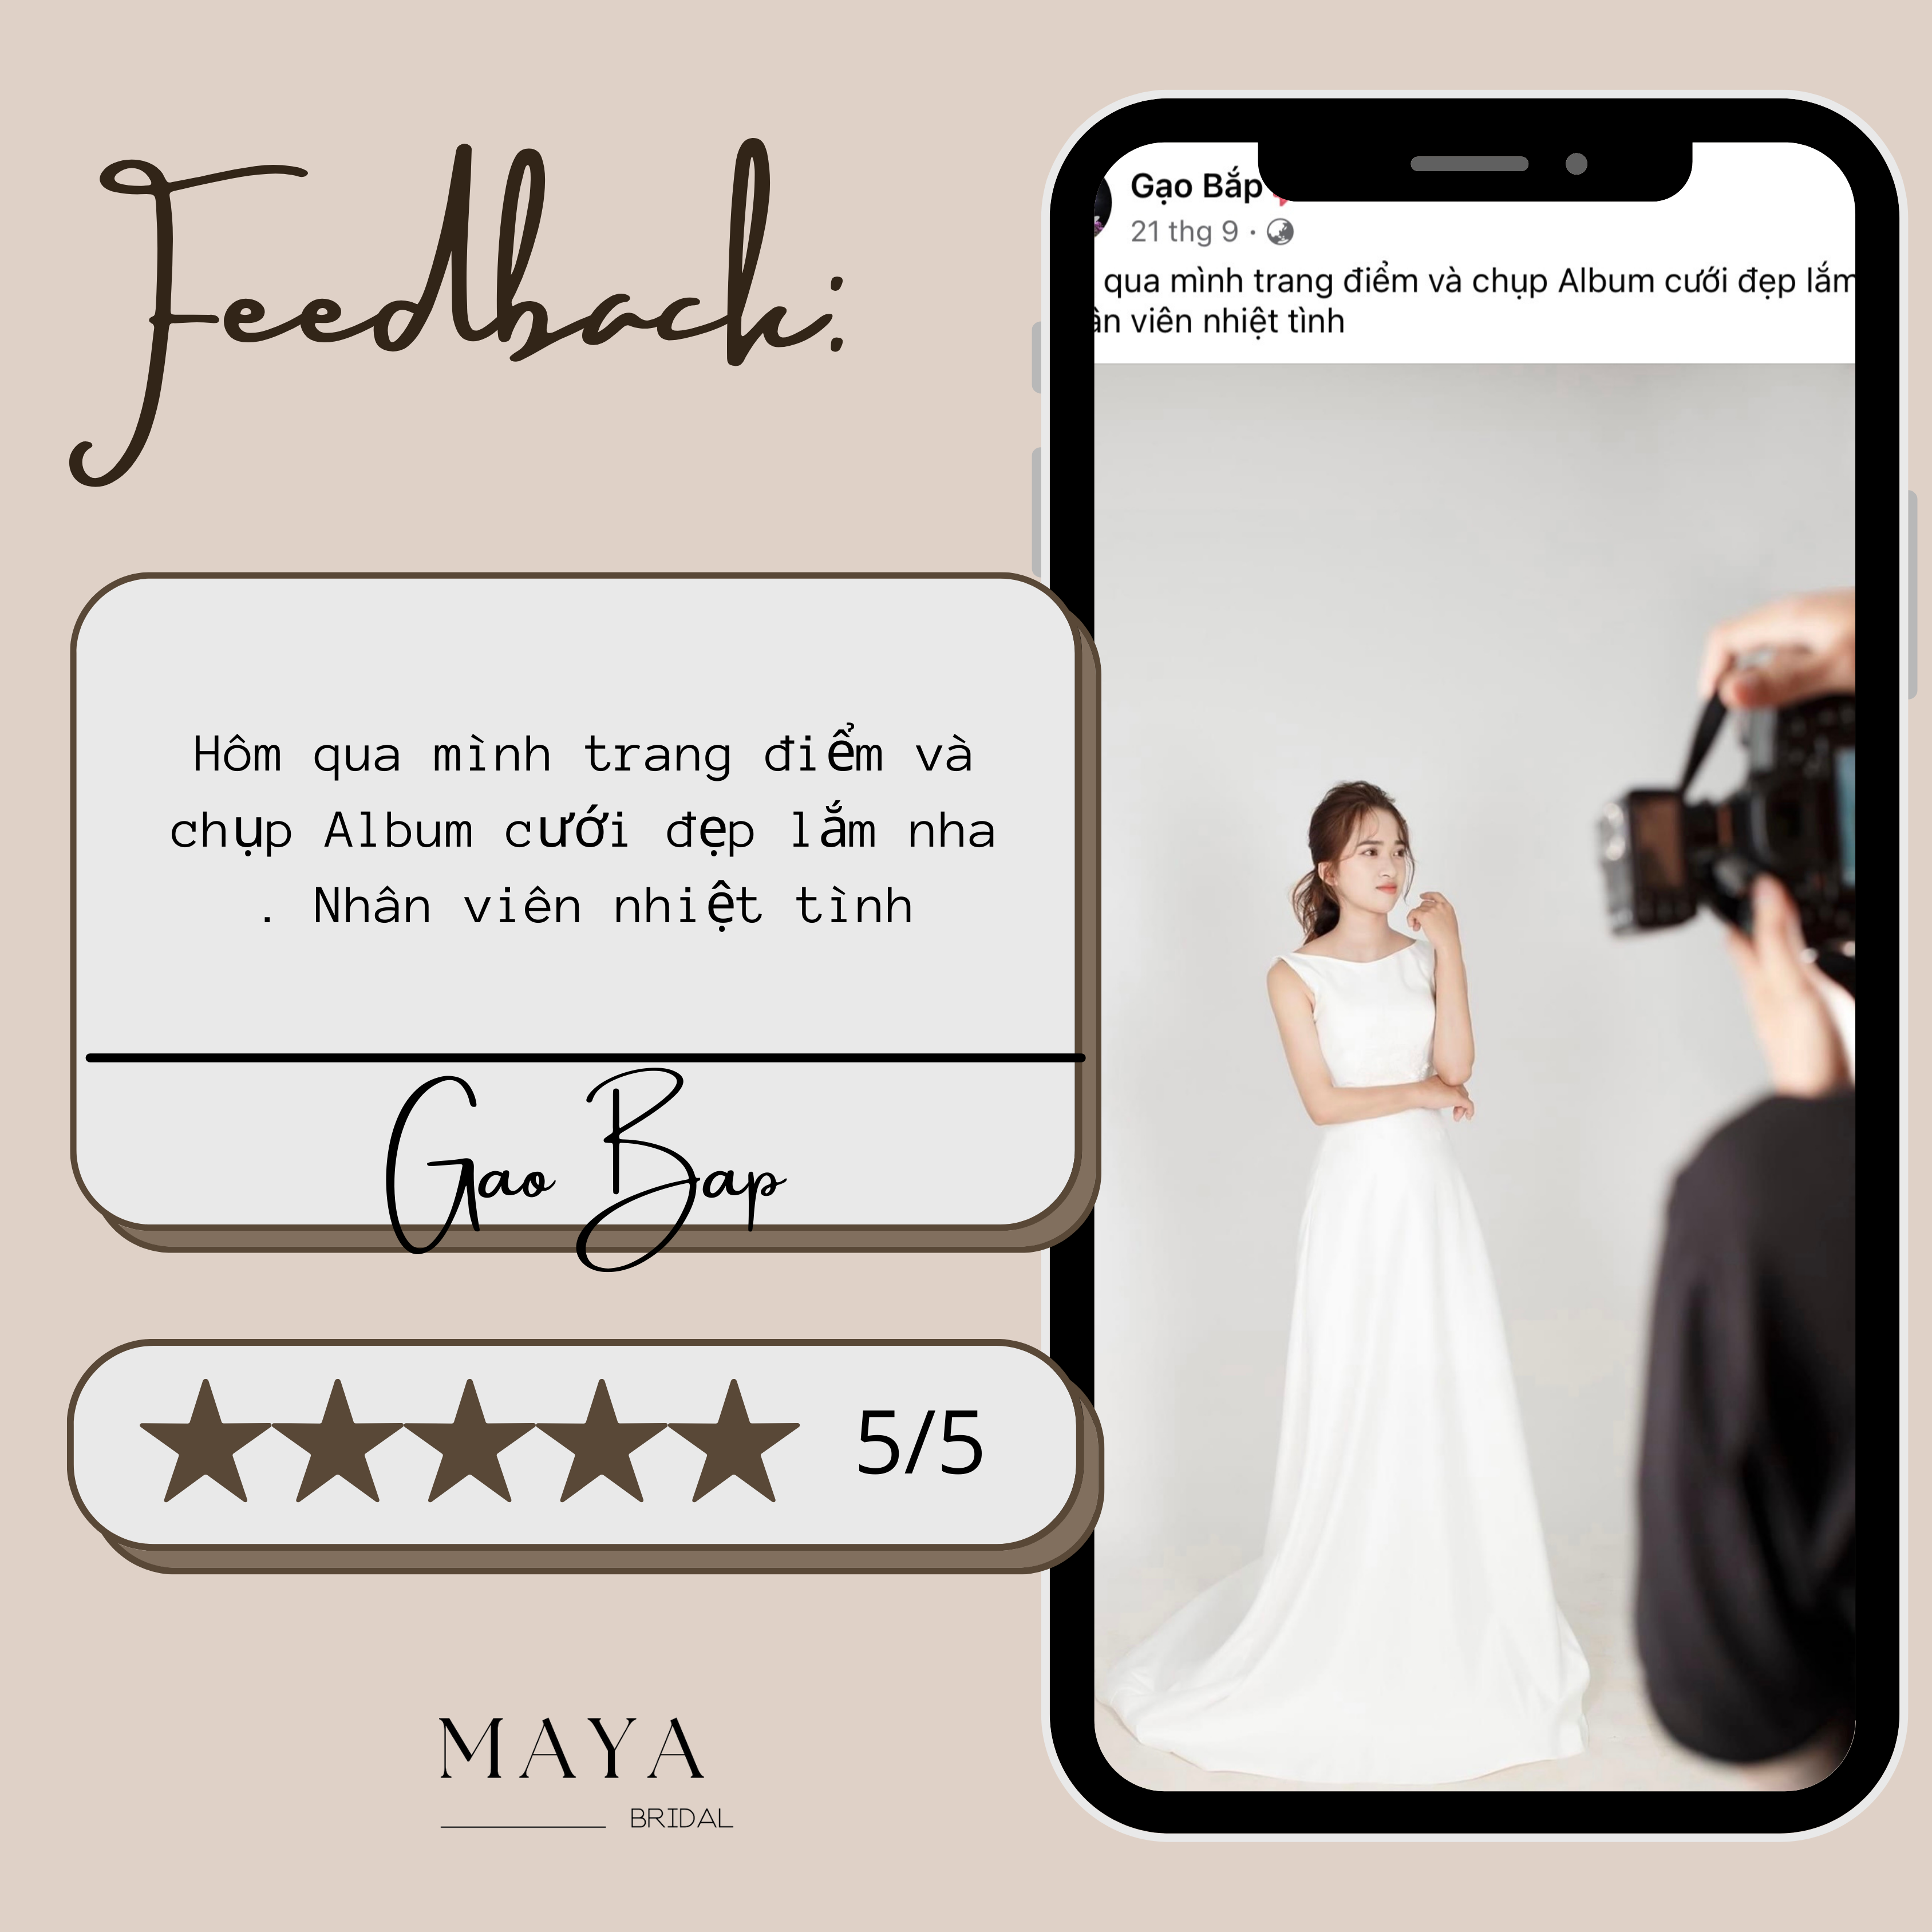 Feedback:
Gạo Bắp
21 thg 9 ·
qua mình trang điểm và chụp Album cưới đẹp lắm
ân viên nhiệt tình
Hôm qua mình trang điểm và
chụp Album cưới đẹp lắm nha
. Nhân viên nhiệt tình
Gao Bap
5/5
MAYA
BRIDAL